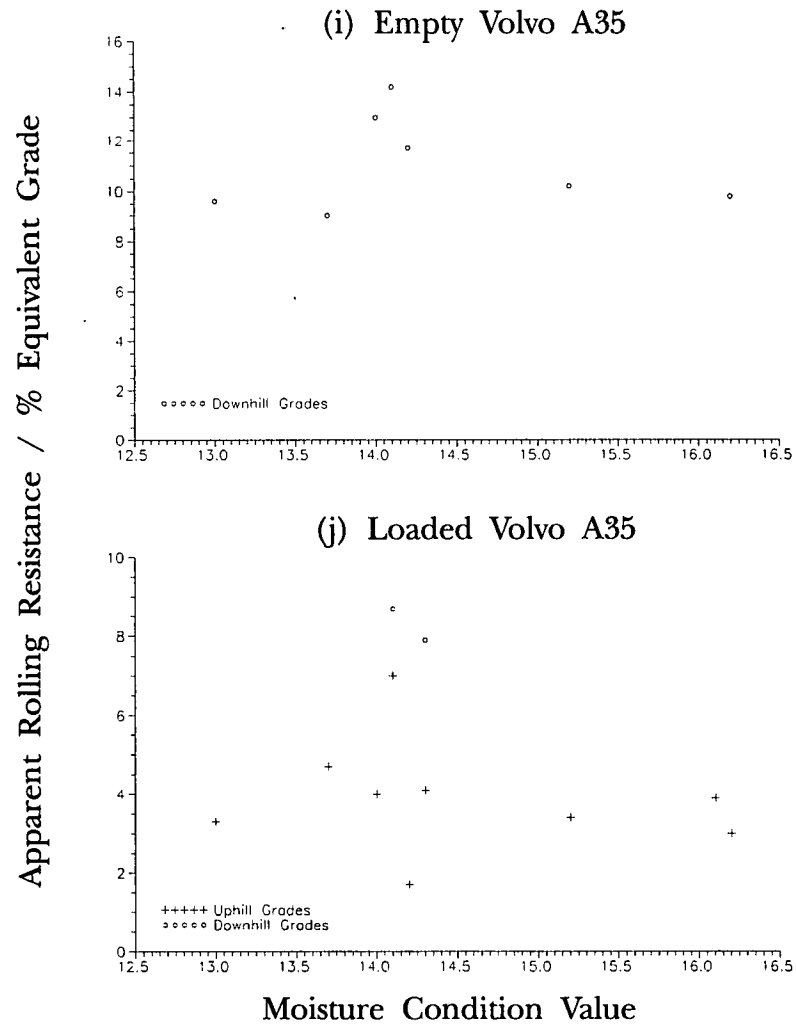 (i) Empty Volvo A35
16
14
12
10
8
6
4
2
0
12.5 13.0 13.5 14.0 14.5 15.0 15.5 16.0 16.5
Downhill Grades
(j) Loaded Volvo A35
10
8
6
4
2
0
12.5 13.0 13.5 14.0 14.5 15.0 15.5 16.0 16.5
Uphill Grades
Downhill Grades
Apparent Rolling Resistance / % Equivalent Grade
Moisture Condition Value